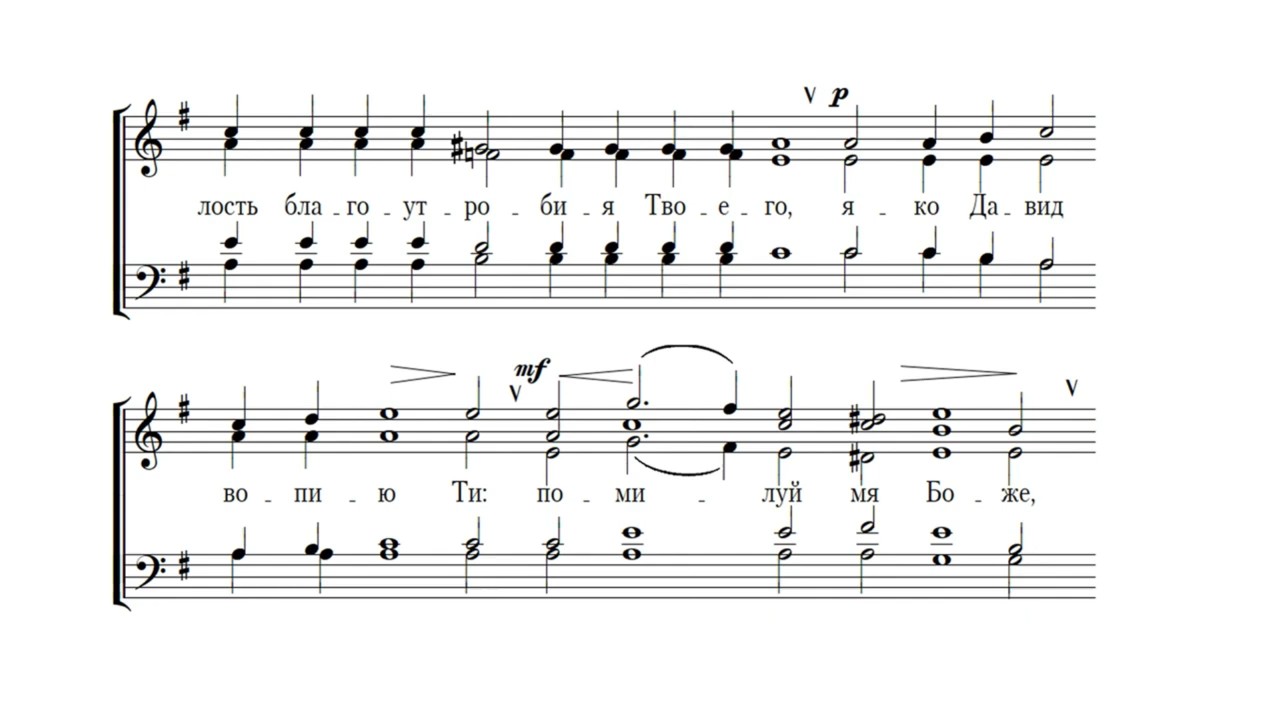 p
лость бла - го - ут - ро - би - я Тво - е - го, я - ко Да - вид
mf
во - пи - ю Ти: по - ми - луй мя Бо - же,